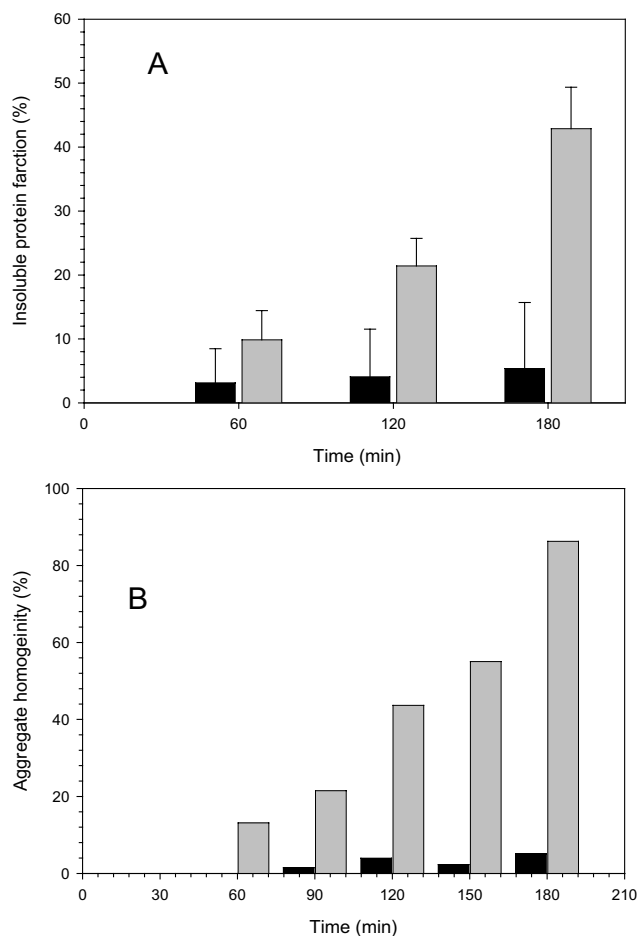 60
50
40
30
20
10
0
A
Insoluble protein farction (%)
0 60 120 180
Time (min)
100
80
60
40
20
0
B
Aggregate homogeinity (%)
0 30 60 90 120 150 180 210
Time (min)